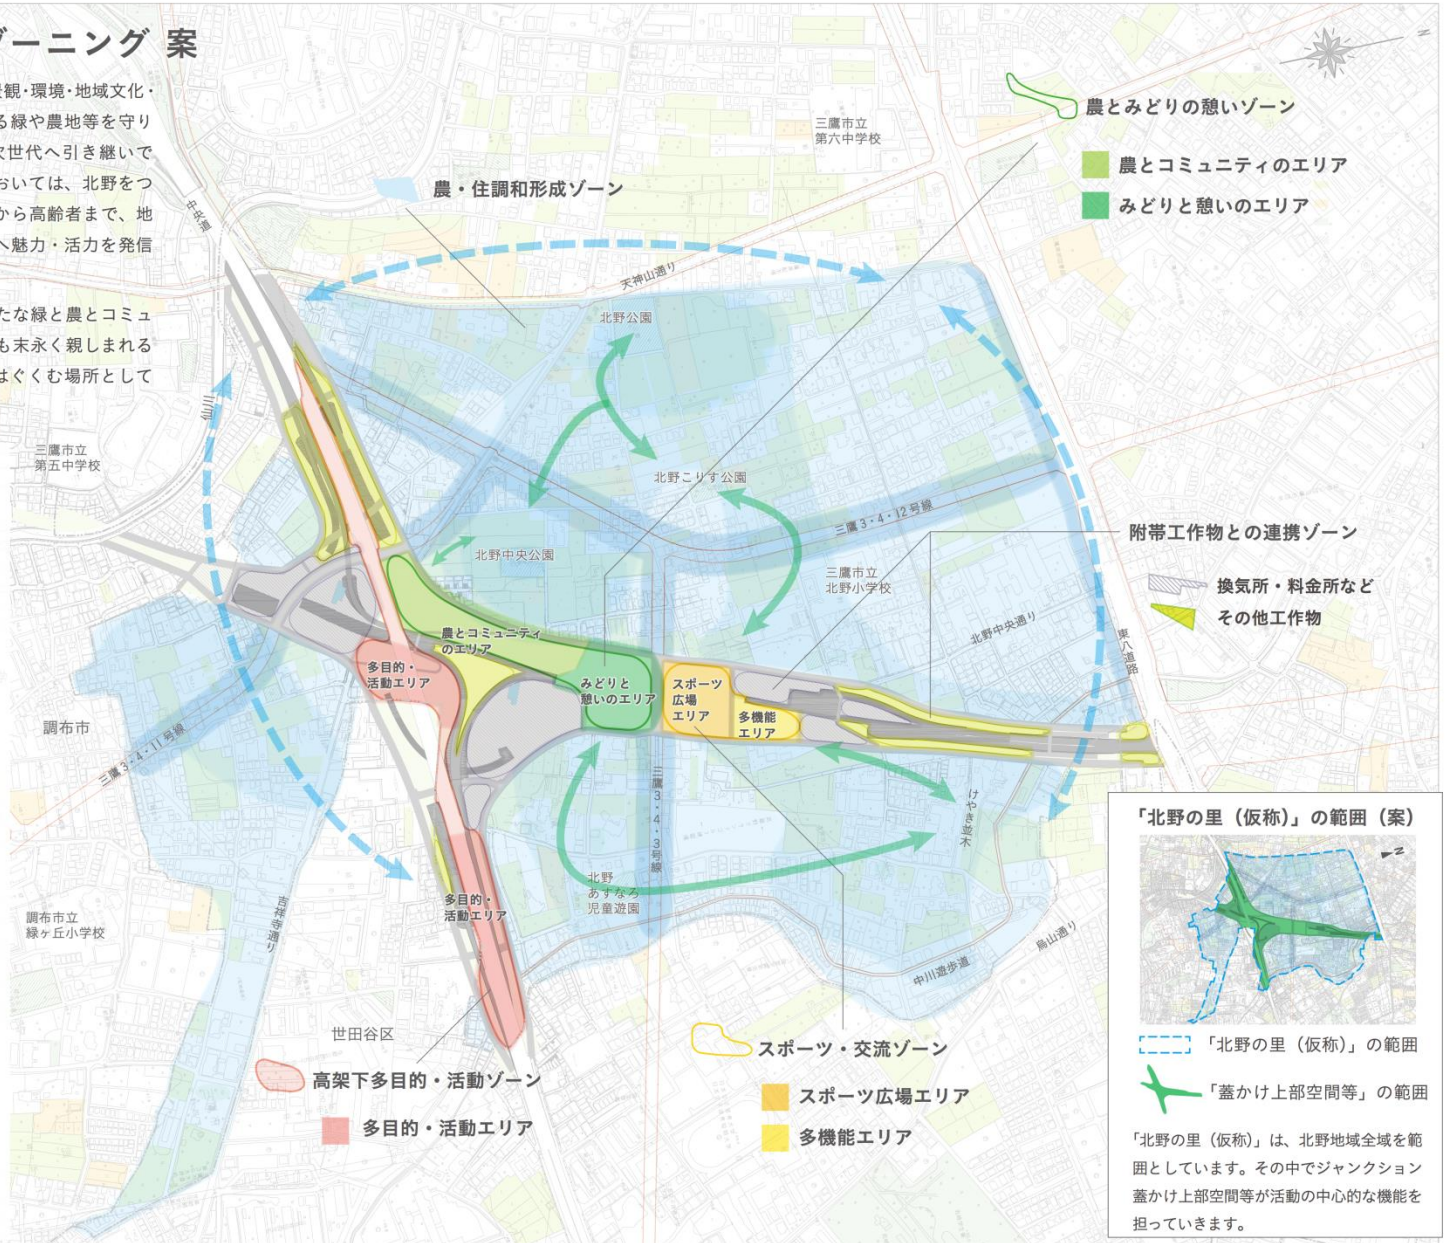 ゾーニング 案
景観・環境・地域文化・
る緑や農地等を守り
次世代へ引き継いで
おいては、北野をつ
から高齢者まで、地
へ魅力・活力を発信
たな緑と農とコミュ
も末永く親しまれる
はぐくむ場所として
N
農とみどりの憩いゾーン
農とコミュニティのエリア
みどりと憩いのエリア
三鷹市立
第六中学校
農・住調和形成ゾーン
中央道
天神山通り
北野公園
仙川
三鷹市立
第五中学校
北野こりす公園
三鷹3・4・12号線
北野中央公園
三鷹市立
北野小学校
附帯工作物との連携ゾーン
換気所・料金所など
その他工作物
北野中央通り
東八道路
農とコミュニティ
のエリア
多目的・
活動エリア
みどりと
憩いのエリア
スポーツ
広場
エリア
多機能
エリア
調布市
三鷹3・4・11号線
三鷹3・4・3号線
けやき並木
北野
あすなろ
児童遊園
多目的・
活動エリア
調布市立
緑ヶ丘小学校
吉祥寺通り
烏山通り
中川遊歩道
世田谷区
高架下多目的・活動ゾーン
多目的・活動エリア
スポーツ・交流ゾーン
スポーツ広場エリア
多機能エリア
「北野の里（仮称）」の範囲（案）
N
「北野の里（仮称）」の範囲
「蓋かけ上部空間等」の範囲
「北野の里（仮称）」は、北野地域全域を範
囲としています。その中でジャンクション
蓋かけ上部空間等が活動の中心的な機能を
担っていきます。